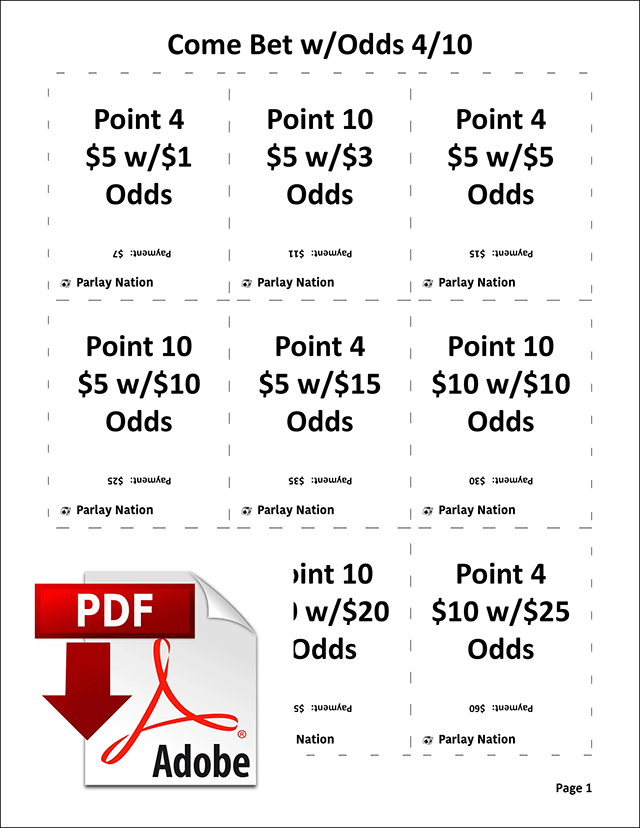 Come Bet w/Odds 4/10
Point 4
$5 w/$1
Odds
Payment: $7
Parlay Nation
Point 10
$5 w/$3
Odds
Payment: $11
Parlay Nation
Point 4
$5 w/$5
Odds
Payment: $15
Parlay Nation
Point 10
$5 w/$10
Odds
Payment: $25
Parlay Nation
Point 4
$5 w/$15
Odds
Payment: $35
Parlay Nation
Point 10
$10 w/$10
Odds
Payment: $30
Parlay Nation
PDF
Adobe
®
oint 10
w/$20
Odds
Payment: $5
Nation
Point 4
$10 w/$25
Odds
Payment: $60
Parlay Nation
Page 1